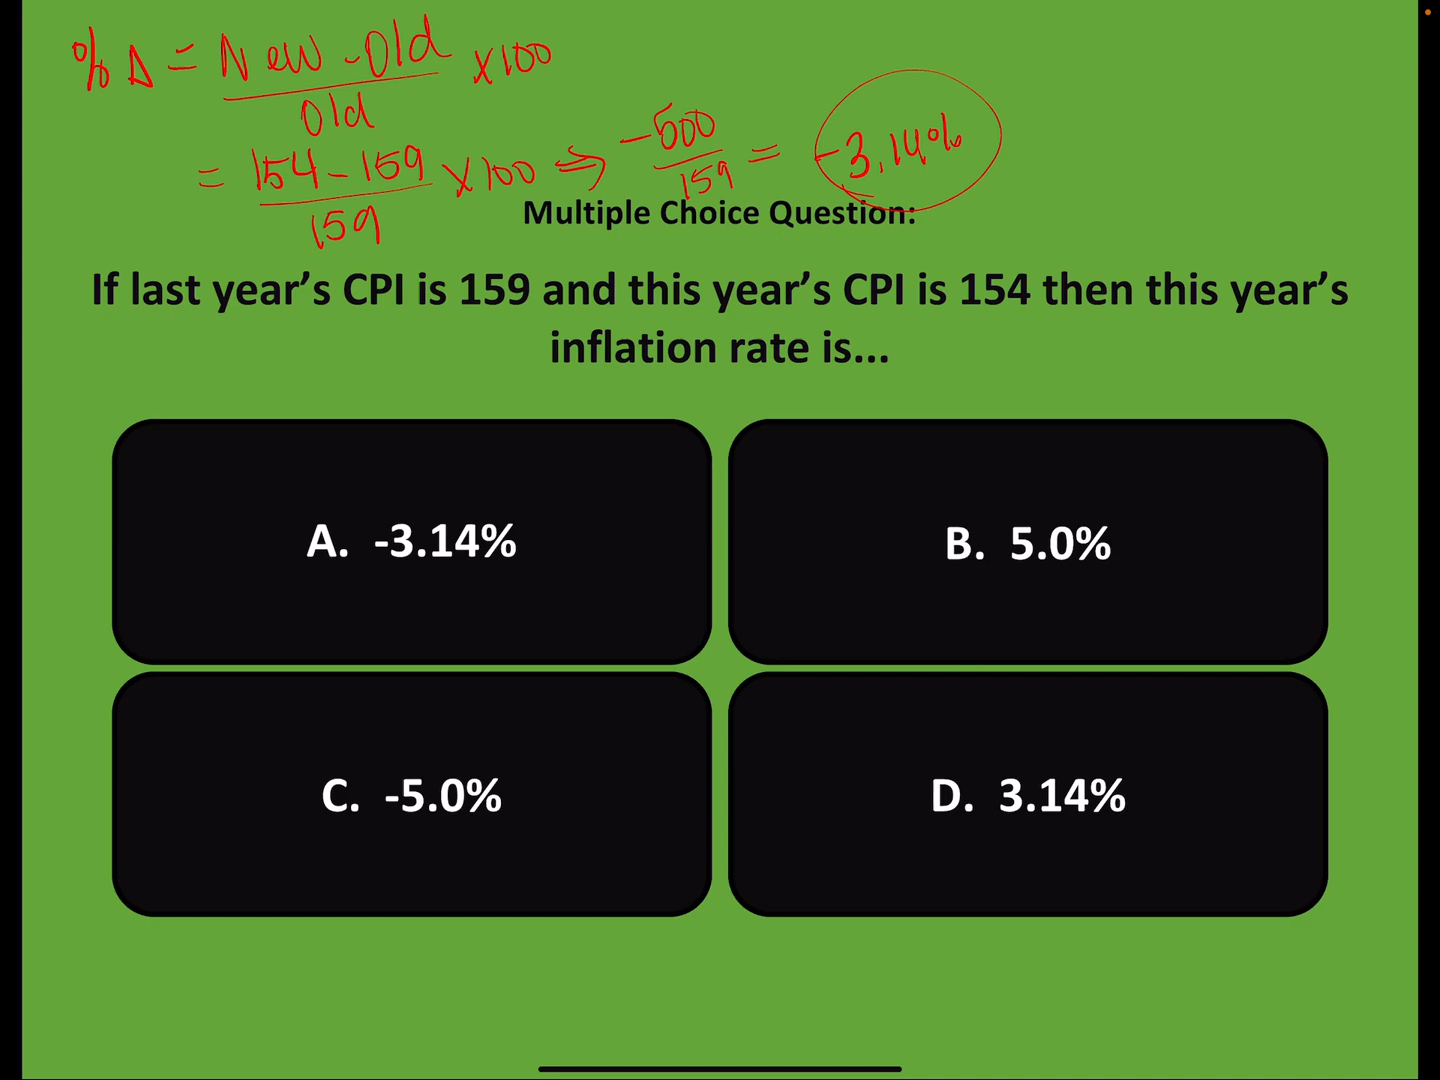 % Δ = New - Old / Old x 100
= 154 - 159 / 159 x 100 ⇒ -500 / 159 = -3.14%
Multiple Choice Question:
If last year’s CPI is 159 and this year’s CPI is 154 then this year’s
inflation rate is...
A. -3.14%
B. 5.0%
C. -5.0%
D. 3.14%